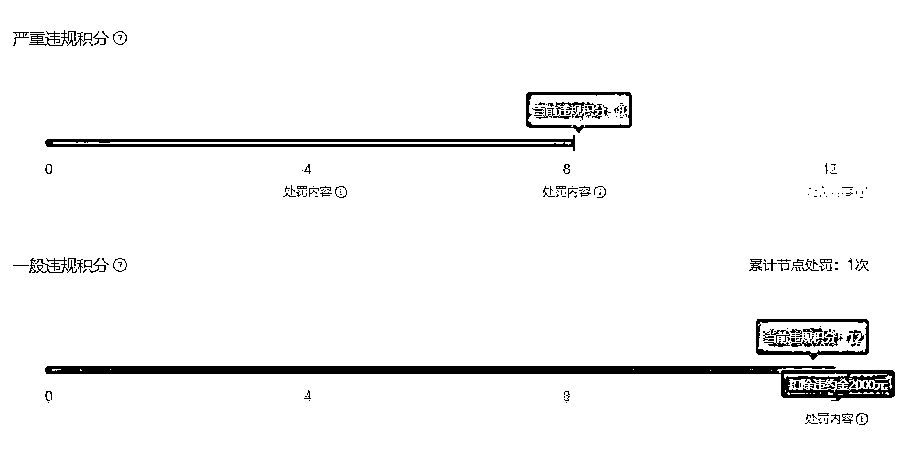 严重违规积分
当前违规积分
0 4 8 12
处罚内容 处罚内容
一般违规积分 累计节点处罚：1次
当前违规积分 12
扣除违约金2000元
0 4 8
处罚内容